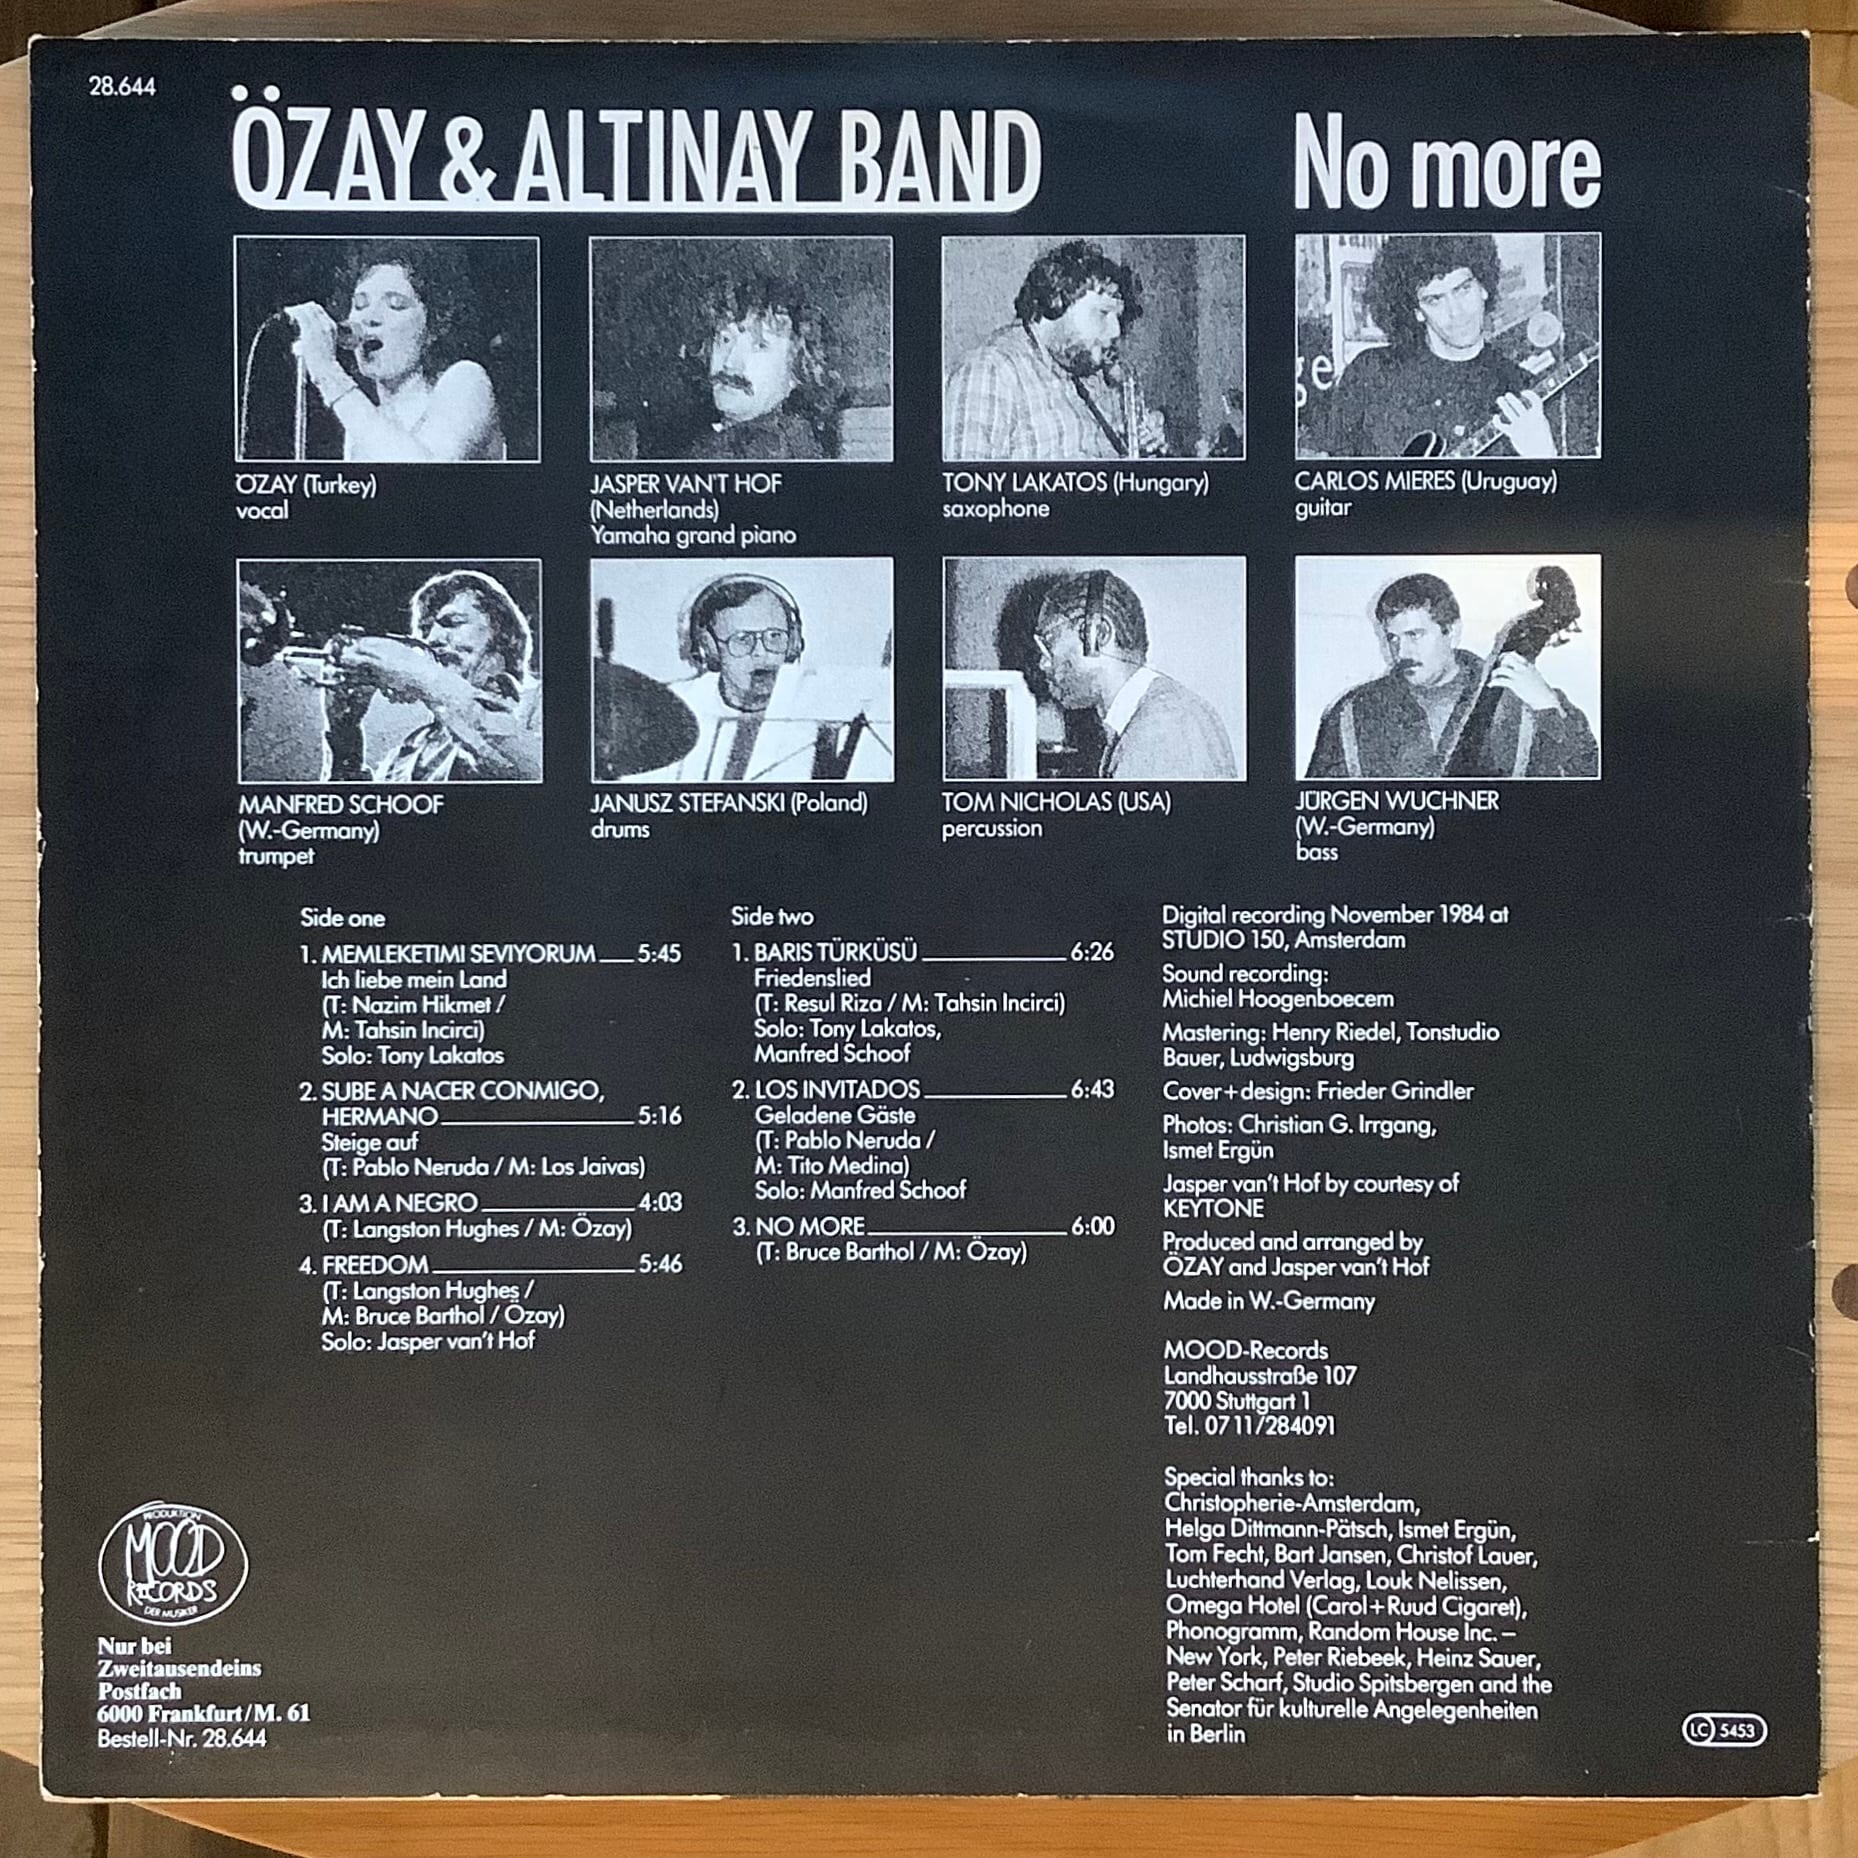 28.644
ÖZAY & ALTINAY BAND
No more
ÖZAY (Turkey)
vocal
JASPER VAN'T HOF
(Netherlands)
Yamaha grand piano
TONY LAKATOS (Hungary)
saxophone
CARLOS MIERES (Uruguay)
guitar
MANFRED SCHOOF
(W.-Germany)
trumpet
JANUSZ STEFANSKI (Poland)
drums
TOM NICHOLAS (USA)
percussion
JÜRGEN WUCHNER
(W.-Germany)
bass
Side one
1. MEMLEKETIMI SEVIYORUM 5:45
Ich liebe mein Land
(T: Nazim Hikmet /
M: Tahsin Incirci)
Solo: Tony Lakatos
2. SUBE A NACER CONMIGO,
HERMANO 5:16
Steige auf
(T: Pablo Neruda / M: Los Jaivas)
3. I AM A NEGRO 4:03
(T: Langston Hughes / M: Özay)
4. FREEDOM 5:46
(T: Langston Hughes /
M: Bruce Barthol / Özay)
Solo: Jasper van't Hof
Side two
1. BARIS TÜRKÜSÜ 6:26
Friedenslied
(T: Resul Riza / M: Tahsin Incirci)
Solo: Tony Lakatos,
Manfred Schoof
2. LOS INVITADOS 6:43
Geladene Gäste
(T: Pablo Neruda /
M: Tito Medina)
Solo: Manfred Schoof
3. NO MORE 6:00
(T: Bruce Barthol / M: Özay)
Digital recording November 1984 at
STUDIO 150, Amsterdam
Sound recording:
Michiel Hoogenboecem
Mastering: Henry Riedel, Tonstudio
Bauer, Ludwigsburg
Cover+design: Frieder Grindler
Photos: Christian G. Irrgang,
Ismet Ergün
Jasper van't Hof by courtesy of
KEYTONE
Produced and arranged by
ÖZAY and Jasper van't Hof
Made in W.-Germany
MOOD-Records
Landhausstraße 107
7000 Stuttgart 1
Tel. 0711/284091
Special thanks to:
Christopherie-Amsterdam,
Helga Dittmann-Pätsch, Ismet Ergün,
Tom Fecht, Bart Jansen, Christof Lauer,
Luchterhand Verlag, Louk Nelissen,
Omega Hotel (Carol+Ruud Cigaret),
Phonogramm, Random House Inc. –
New York, Peter Riebeek, Heinz Sauer,
Peter Scharf, Studio Spitsbergen and the
Senator für kulturelle Angelegenheiten
in Berlin
PRODUKTION
MOOD
RECORDS
DER MUSIKER
Nur bei
Zweitausendeins
Postfach
6000 Frankfurt/M. 61
Bestell-Nr. 28.644
LC 5453